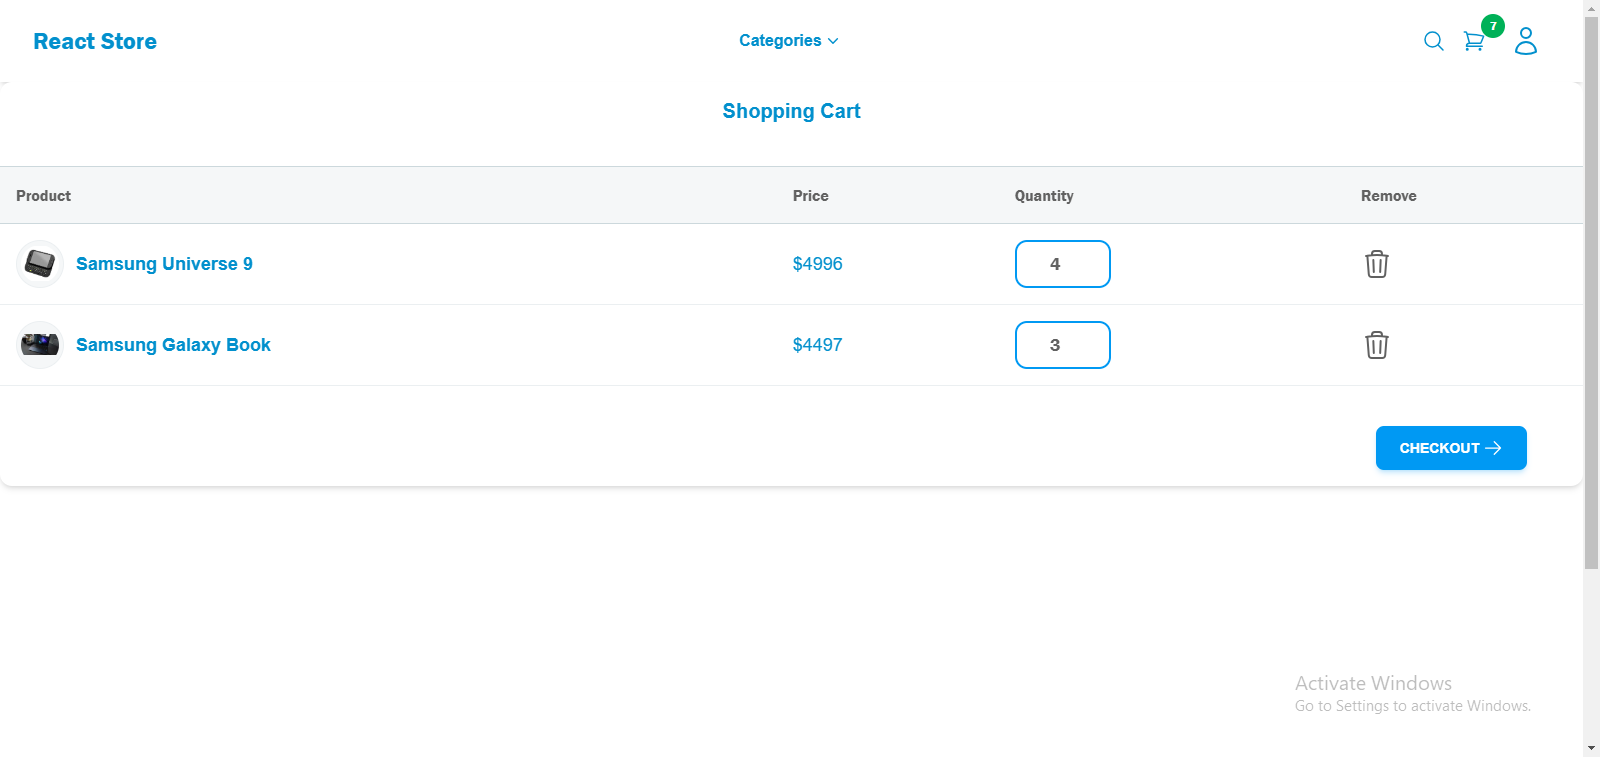 React Store
Categories
7
Shopping Cart
Product Price Quantity Remove
Samsung Universe 9 $4996 4
Samsung Galaxy Book $4497 3
CHECKOUT
Activate Windows
Go to Settings to activate Windows.